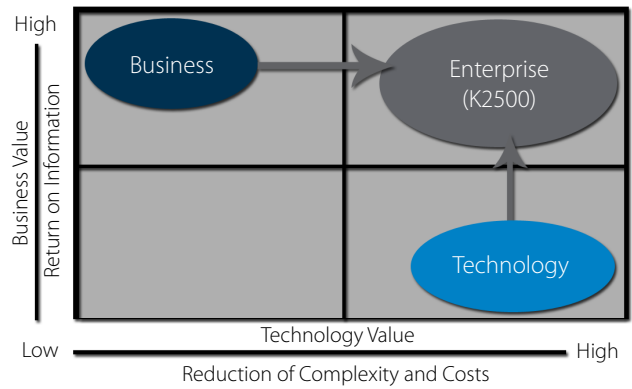 High
Business
Enterprise
(K2500)
Business Value
Return on Information
Technology
Technology Value
Low
High
Reduction of Complexity and Costs